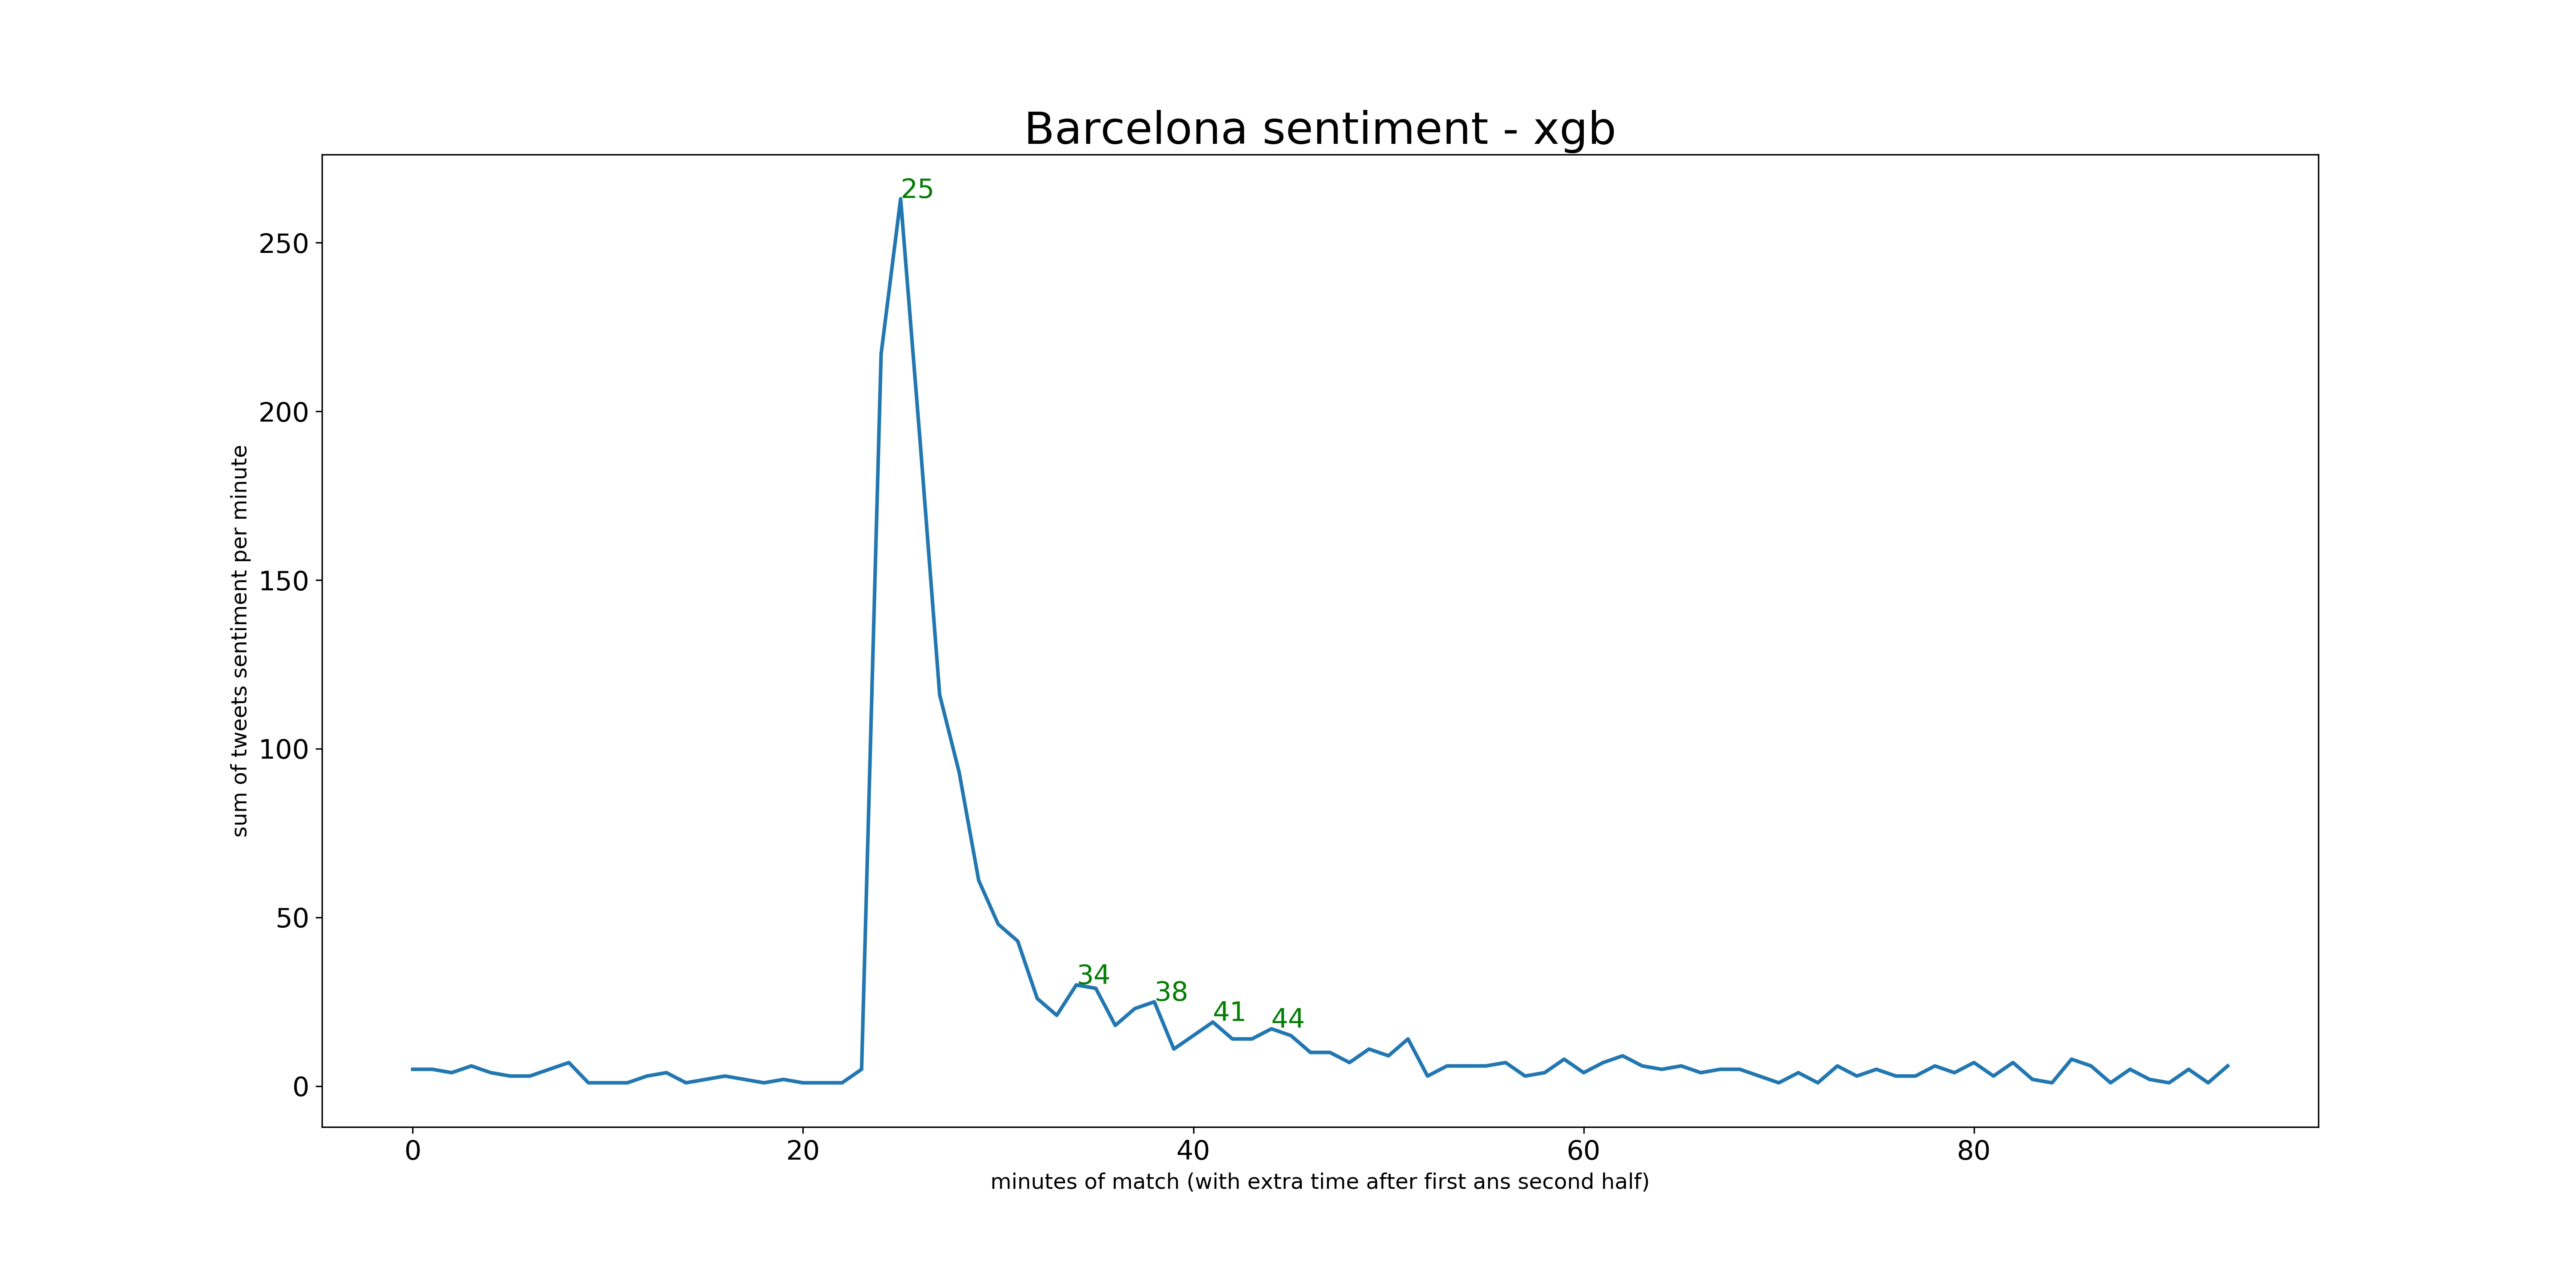 Barcelona sentiment - xgb
25
250
200
150
100
50
0
sum of tweets sentiment per minute
34
38
41
44
0 20 40 60 80
minutes of match (with extra time after first ans second half)